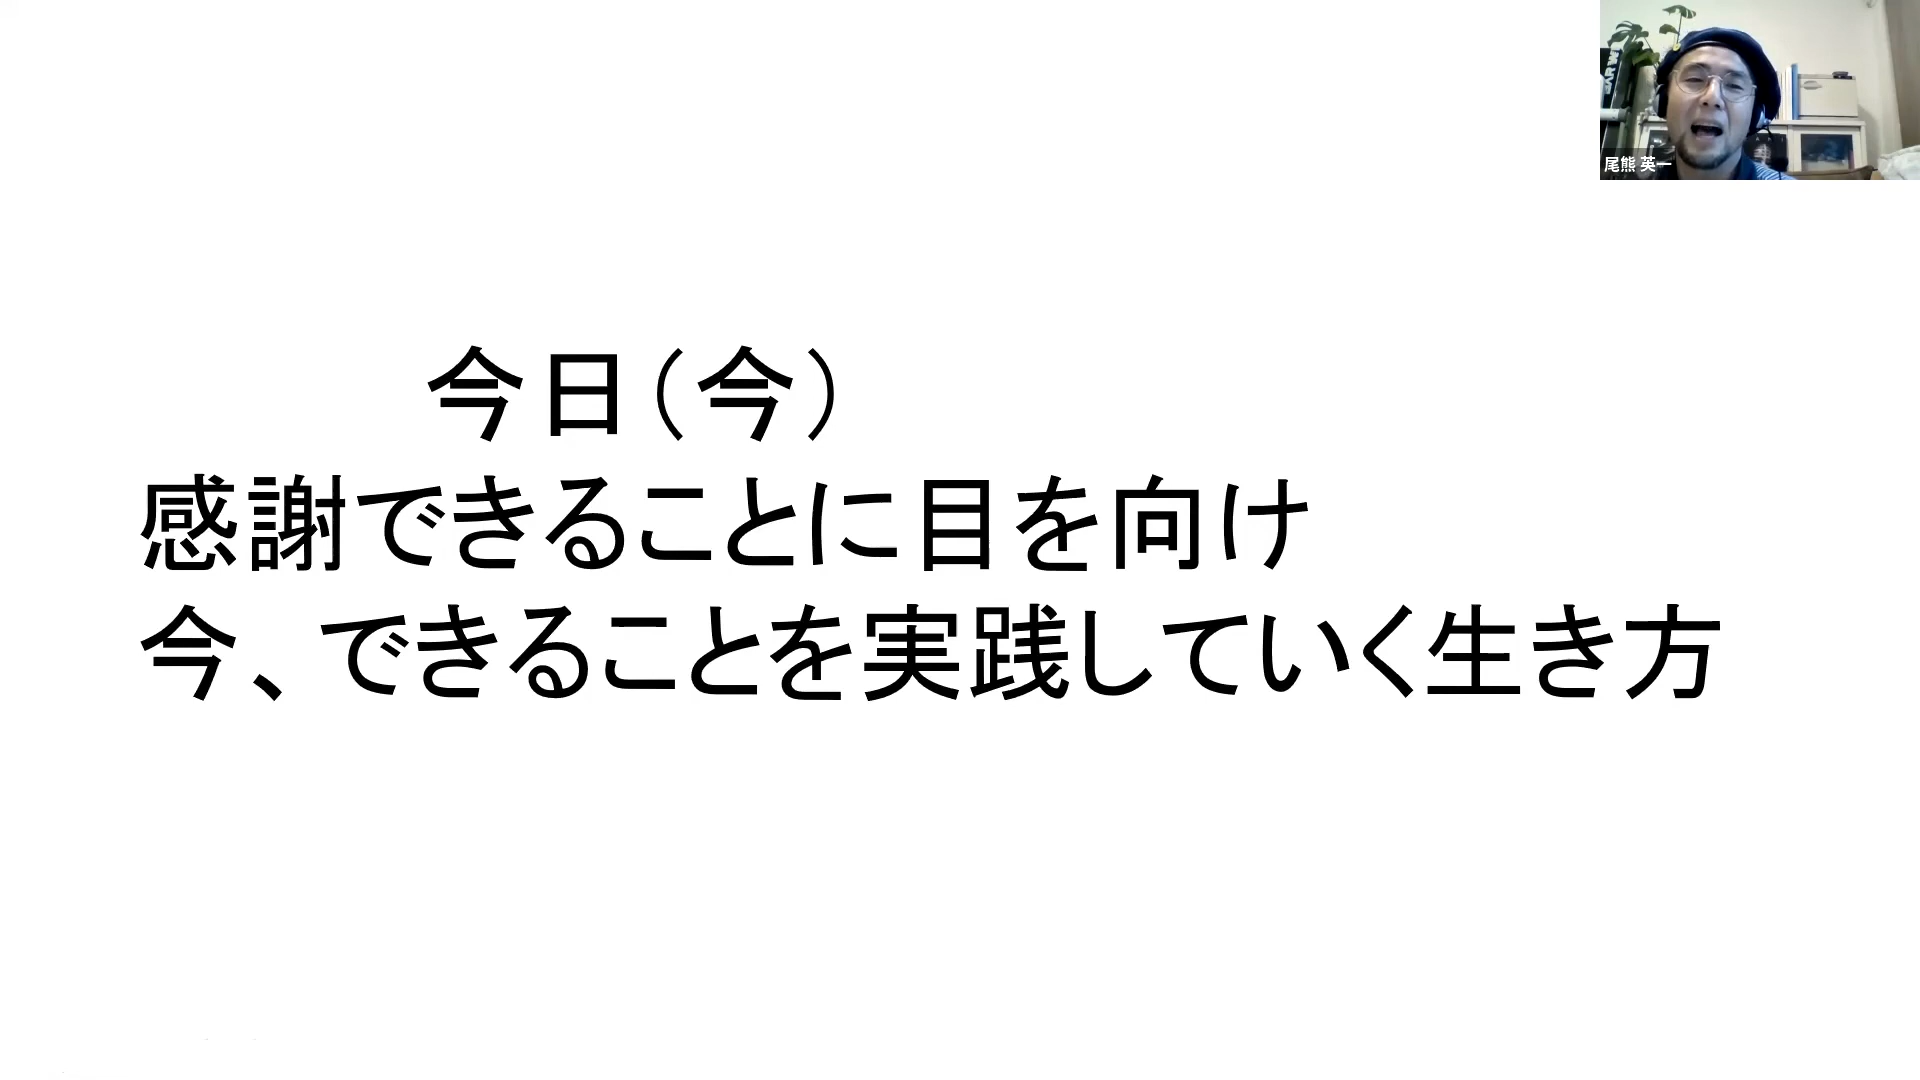 尾熊 英一
今日（今）
感謝できることに目を向け
今、できることを実践していく生き方